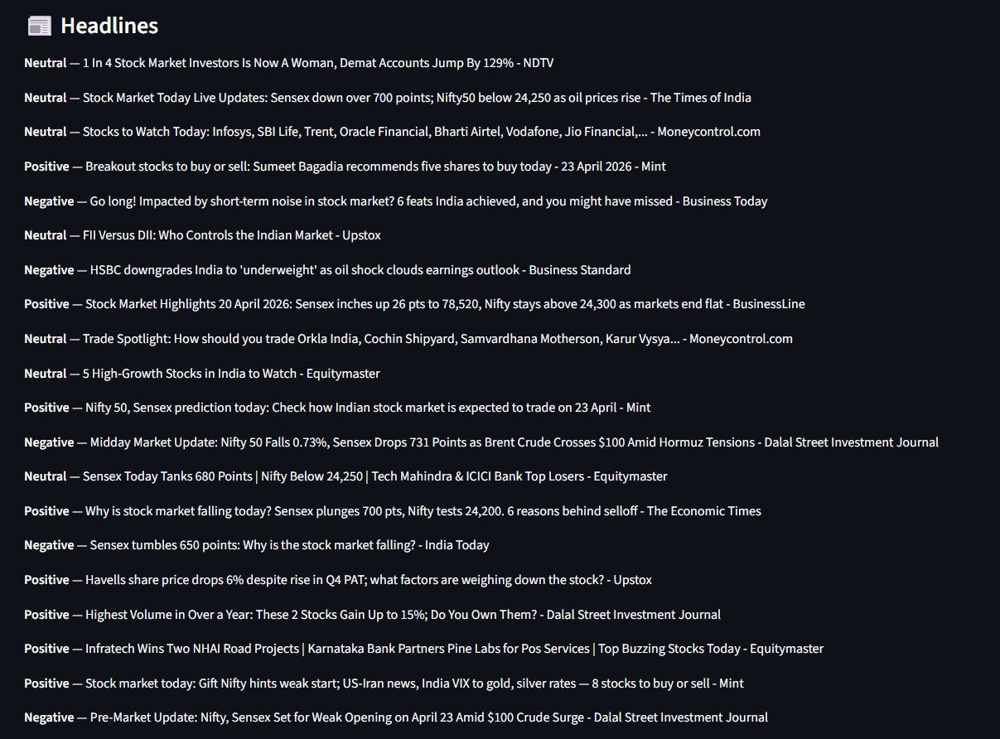 Headlines
Neutral — 1 In 4 Stock Market Investors Is Now A Woman, Demat Accounts Jump By 129% - NDTV
Neutral — Stock Market Today Live Updates: Sensex down over 700 points; Nifty50 below 24,250 as oil prices rise - The Times of India
Neutral — Stocks to Watch Today: Infosys, SBI Life, Trent, Oracle Financial, Bharti Airtel, Vodafone, Jio Financial,... - Moneycontrol.com
Positive — Breakout stocks to buy or sell: Sumeet Bagadia recommends five shares to buy today - 23 April 2026 - Mint
Negative — Go long! Impacted by short-term noise in stock market? 6 feats India achieved, and you might have missed - Business Today
Neutral — FII Versus DII: Who Controls the Indian Market - Upstox
Negative — HSBC downgrades India to 'underweight' as oil shock clouds earnings outlook - Business Standard
Positive — Stock Market Highlights 20 April 2026: Sensex inches up 26 pts to 78,520, Nifty stays above 24,300 as markets end flat - BusinessLine
Neutral — Trade Spotlight: How should you trade Orkla India, Cochin Shipyard, Samvardhana Motherson, Karur Vysya... - Moneycontrol.com
Neutral — 5 High-Growth Stocks in India to Watch - Equitymaster
Positive — Nifty 50, Sensex prediction today: Check how Indian stock market is expected to trade on 23 April - Mint
Negative — Midday Market Update: Nifty 50 Falls 0.73%, Sensex Drops 731 Points as Brent Crude Crosses $100 Amid Hormuz Tensions - Dalal Street Investment Journal
Neutral — Sensex Today Tanks 680 Points | Nifty Below 24,250 | Tech Mahindra & ICICI Bank Top Losers - Equitymaster
Positive — Why is stock market falling today? Sensex plunges 700 pts, Nifty tests 24,200. 6 reasons behind selloff - The Economic Times
Negative — Sensex tumbles 650 points: Why is the stock market falling? - India Today
Positive — Havells share price drops 6% despite rise in Q4 PAT; what factors are weighing down the stock? - Upstox
Positive — Highest Volume in Over a Year: These 2 Stocks Gain Up to 15%; Do You Own Them? - Dalal Street Investment Journal
Positive — Infratech Wins Two NHAI Road Projects | Karnataka Bank Partners Pine Labs for Pos Services | Top Buzzing Stocks Today - Equitymaster
Positive — Stock market today: Gift Nifty hints weak start; US-Iran news, India VIX to gold, silver rates — 8 stocks to buy or sell - Mint
Negative — Pre-Market Update: Nifty, Sensex Set for Weak Opening on April 23 Amid $100 Crude Surge - Dalal Street Investment Journal